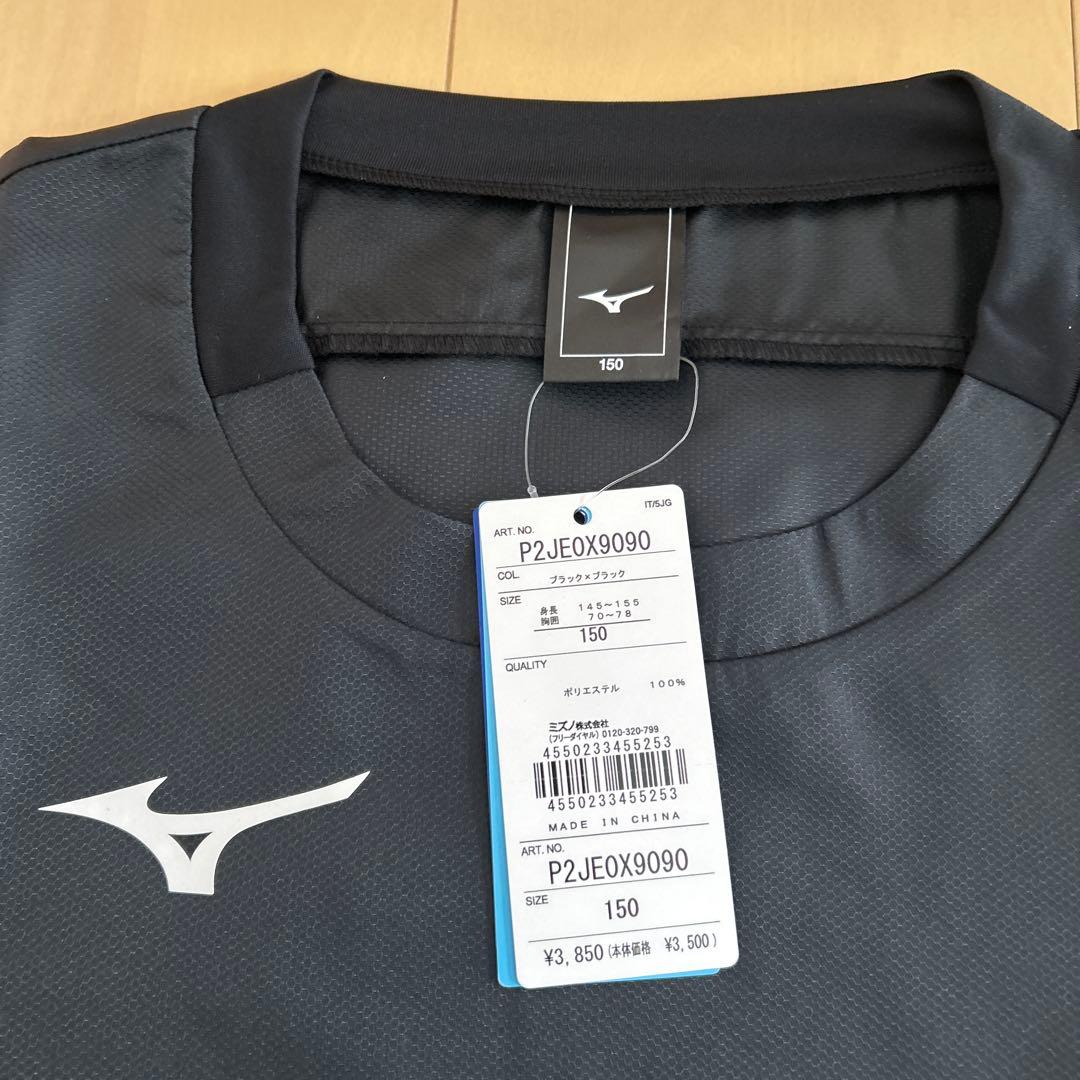 150
IT/5JG
ART. NO.
P2JE0X9090
COL.
ブラック×ブラック
SIZE
身長 145~155
胸囲 70~78
150
QUALITY
ポリエステル 100%
ミズノ株式会社
(フリーダイヤル) 0120-320-799
4550233455253
4550233455253
MADE IN CHINA
ART. NO.
P2JE0X9090
SIZE
150
¥3,850(本体価格 ¥3,500)